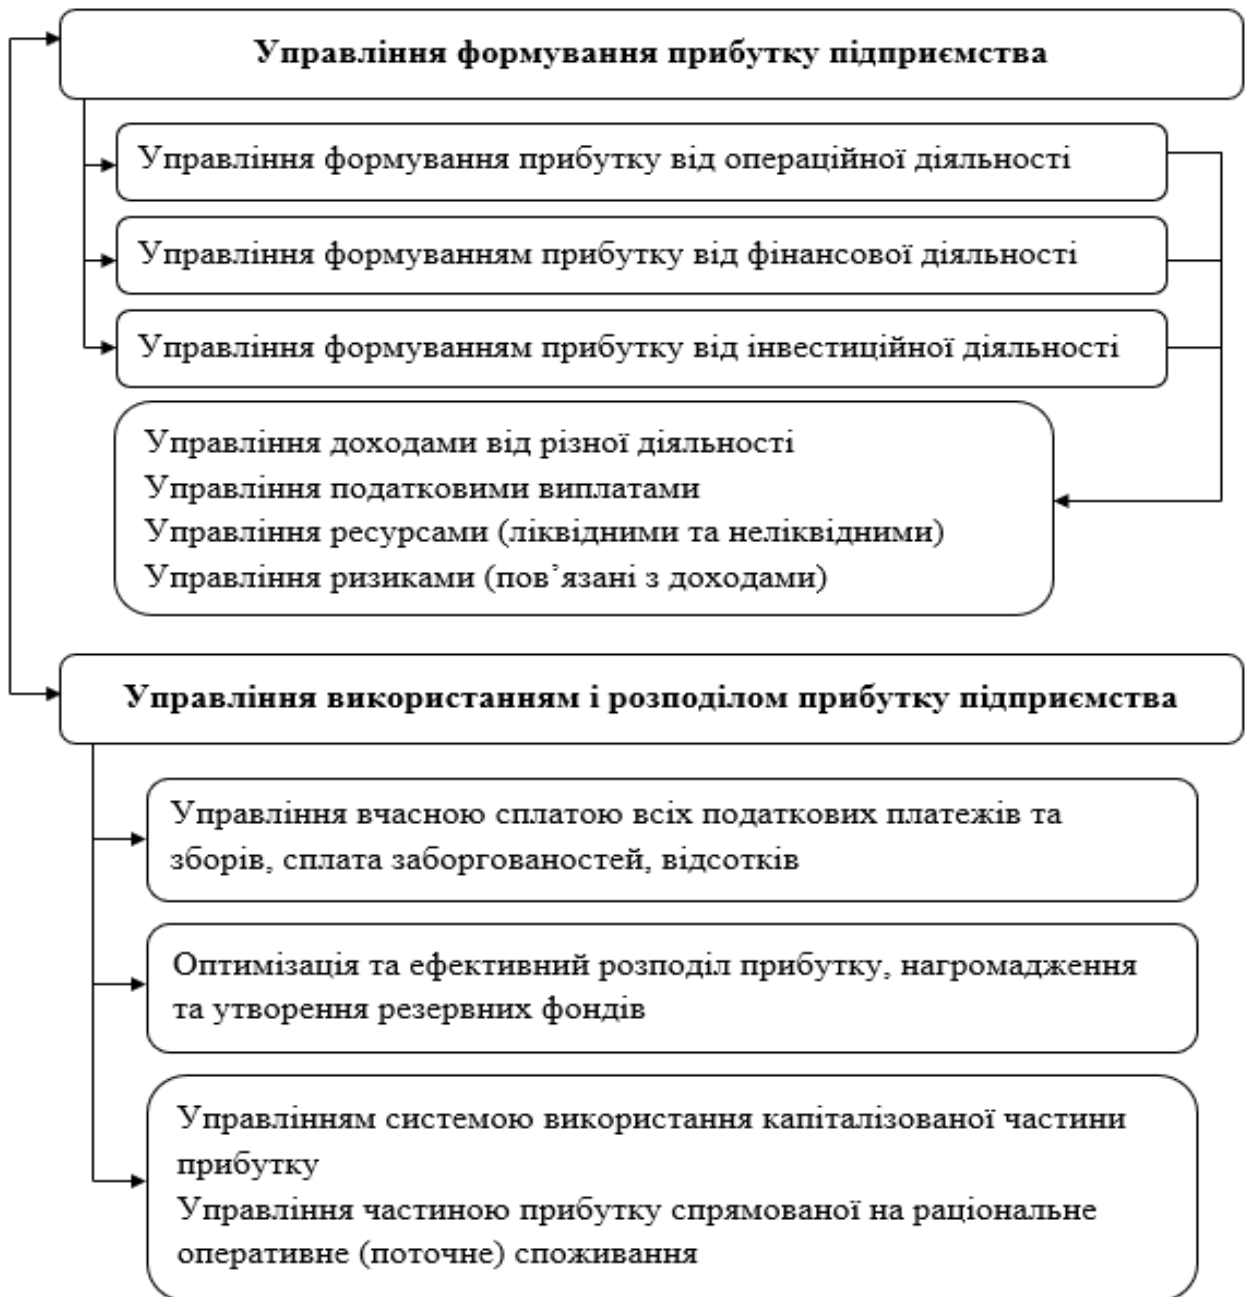 Управління формування прибутку підприємства
Управління формування прибутку від операційної діяльності
Управління формуванням прибутку від фінансової діяльності
Управління формуванням прибутку від інвестиційної діяльності
Управління доходами від різної діяльності
Управління податковими виплатами
Управління ресурсами (ліквідними та неліквідними)
Управління ризиками (пов’язані з доходами)
Управління використанням і розподілом прибутку підприємства
Управління вчасною сплатою всіх податкових платежів та
зборів, сплата заборгованостей, відсотків
Оптимізація та ефективний розподіл прибутку, нагромадження
та утворення резервних фондів
Управлінням системою використання капіталізованої частини
прибутку
Управління частиною прибутку спрямованої на раціональне
оперативне (поточне) споживання